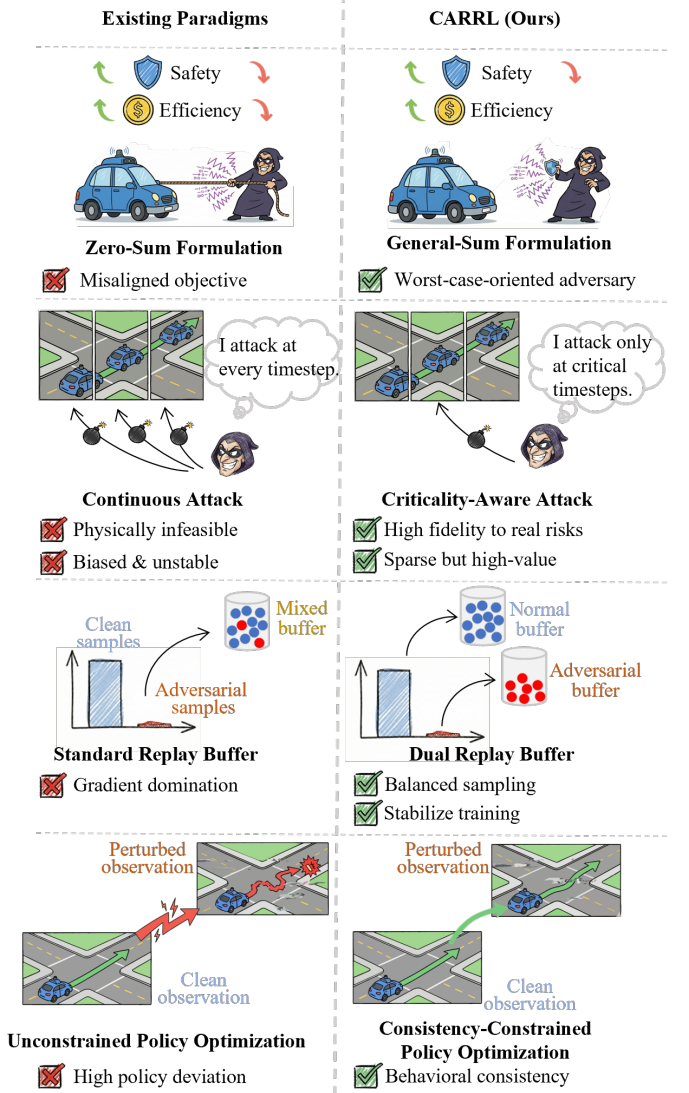 Existing Paradigms
CARRL (Ours)
Safety
Efficiency
Zero-Sum Formulation
Misaligned objective
Safety
Efficiency
General-Sum Formulation
Worst-case-oriented adversary
I attack at
every timestep.
Continuous Attack
Physically infeasible
Biased & unstable
I attack only
at critical
timesteps.
Criticality-Aware Attack
High fidelity to real risks
Sparse but high-value
Clean
samples
Mixed
buffer
Adversarial
samples
Standard Replay Buffer
Gradient domination
Normal
buffer
Adversarial
buffer
Dual Replay Buffer
Balanced sampling
Stabilize training
Perturbed
observation
Clean
observation
Unconstrained Policy Optimization
High policy deviation
Perturbed
observation
Clean
observation
Consistency-Constrained
Policy Optimization
Behavioral consistency